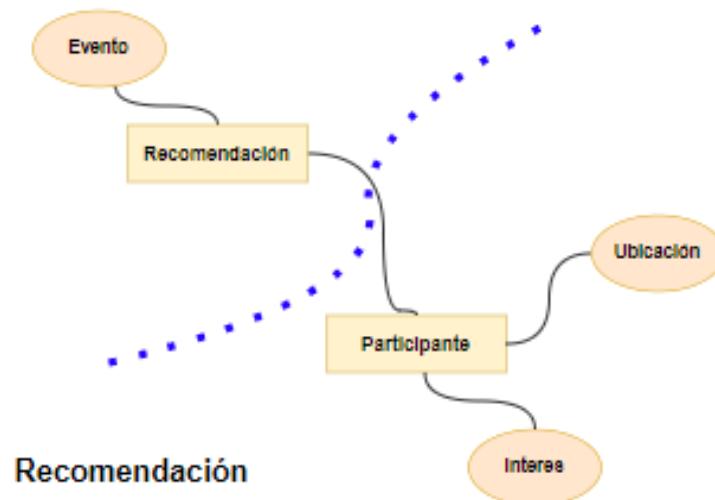 Evento
Recomendación
Ubicación
Participante
Interes
Recomendación